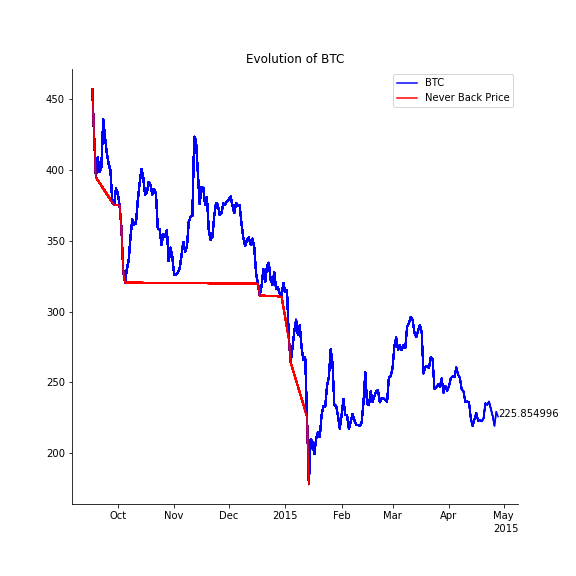 Evolution of BTC
BTC
Never Back Price
450
400
350
300
250
200
225.854996
Oct
Nov
Dec
2015
Feb
Mar
Apr
May
2015